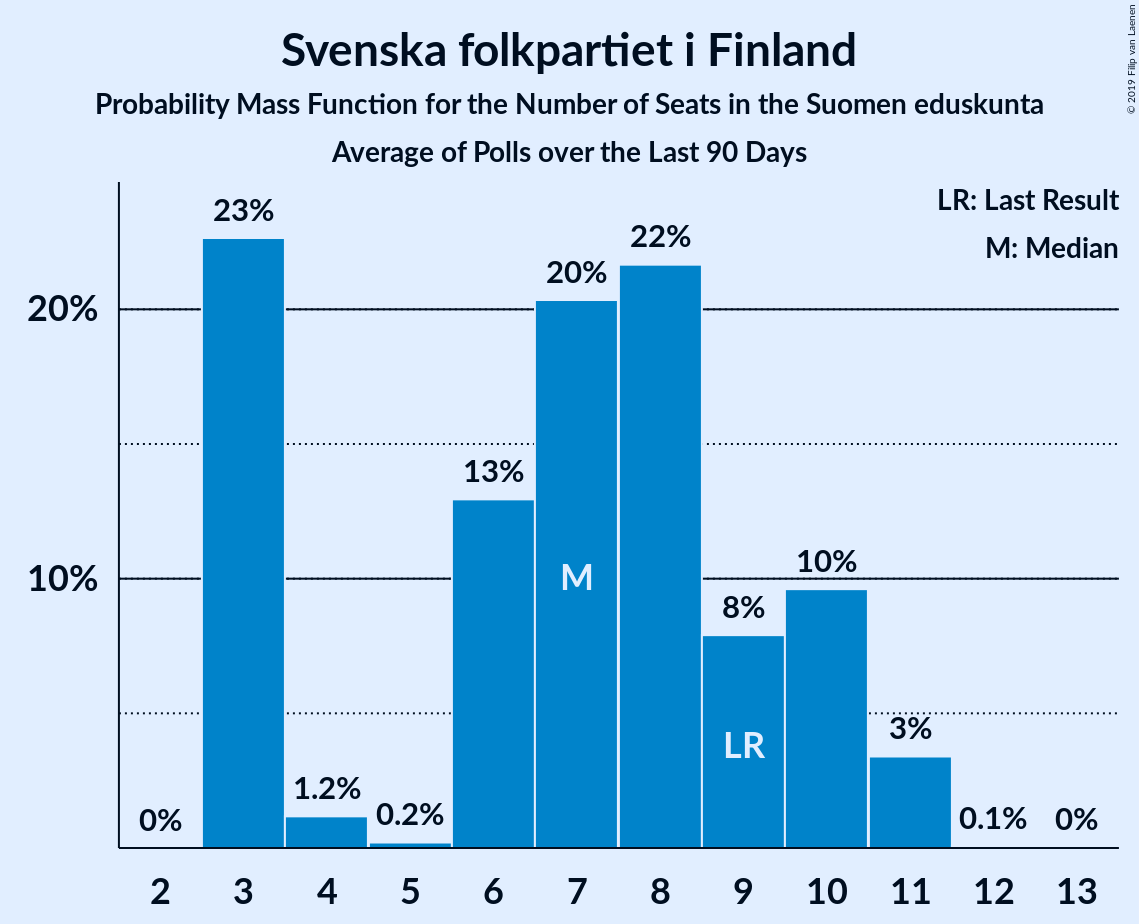 Svenska folkpartiet i Finland
Probability Mass Function for the Number of Seats in the Suomen eduskunta
Average of Polls over the Last 90 Days
© 2019 Filip van Laenen
LR: Last Result
M: Median
23%
22%
20%
20%
13%
10%
10%
8%
3%
1.2%
0.2%
0%
0.1%
0%
M
LR
2 3 4 5 6 7 8 9 10 11 12 13